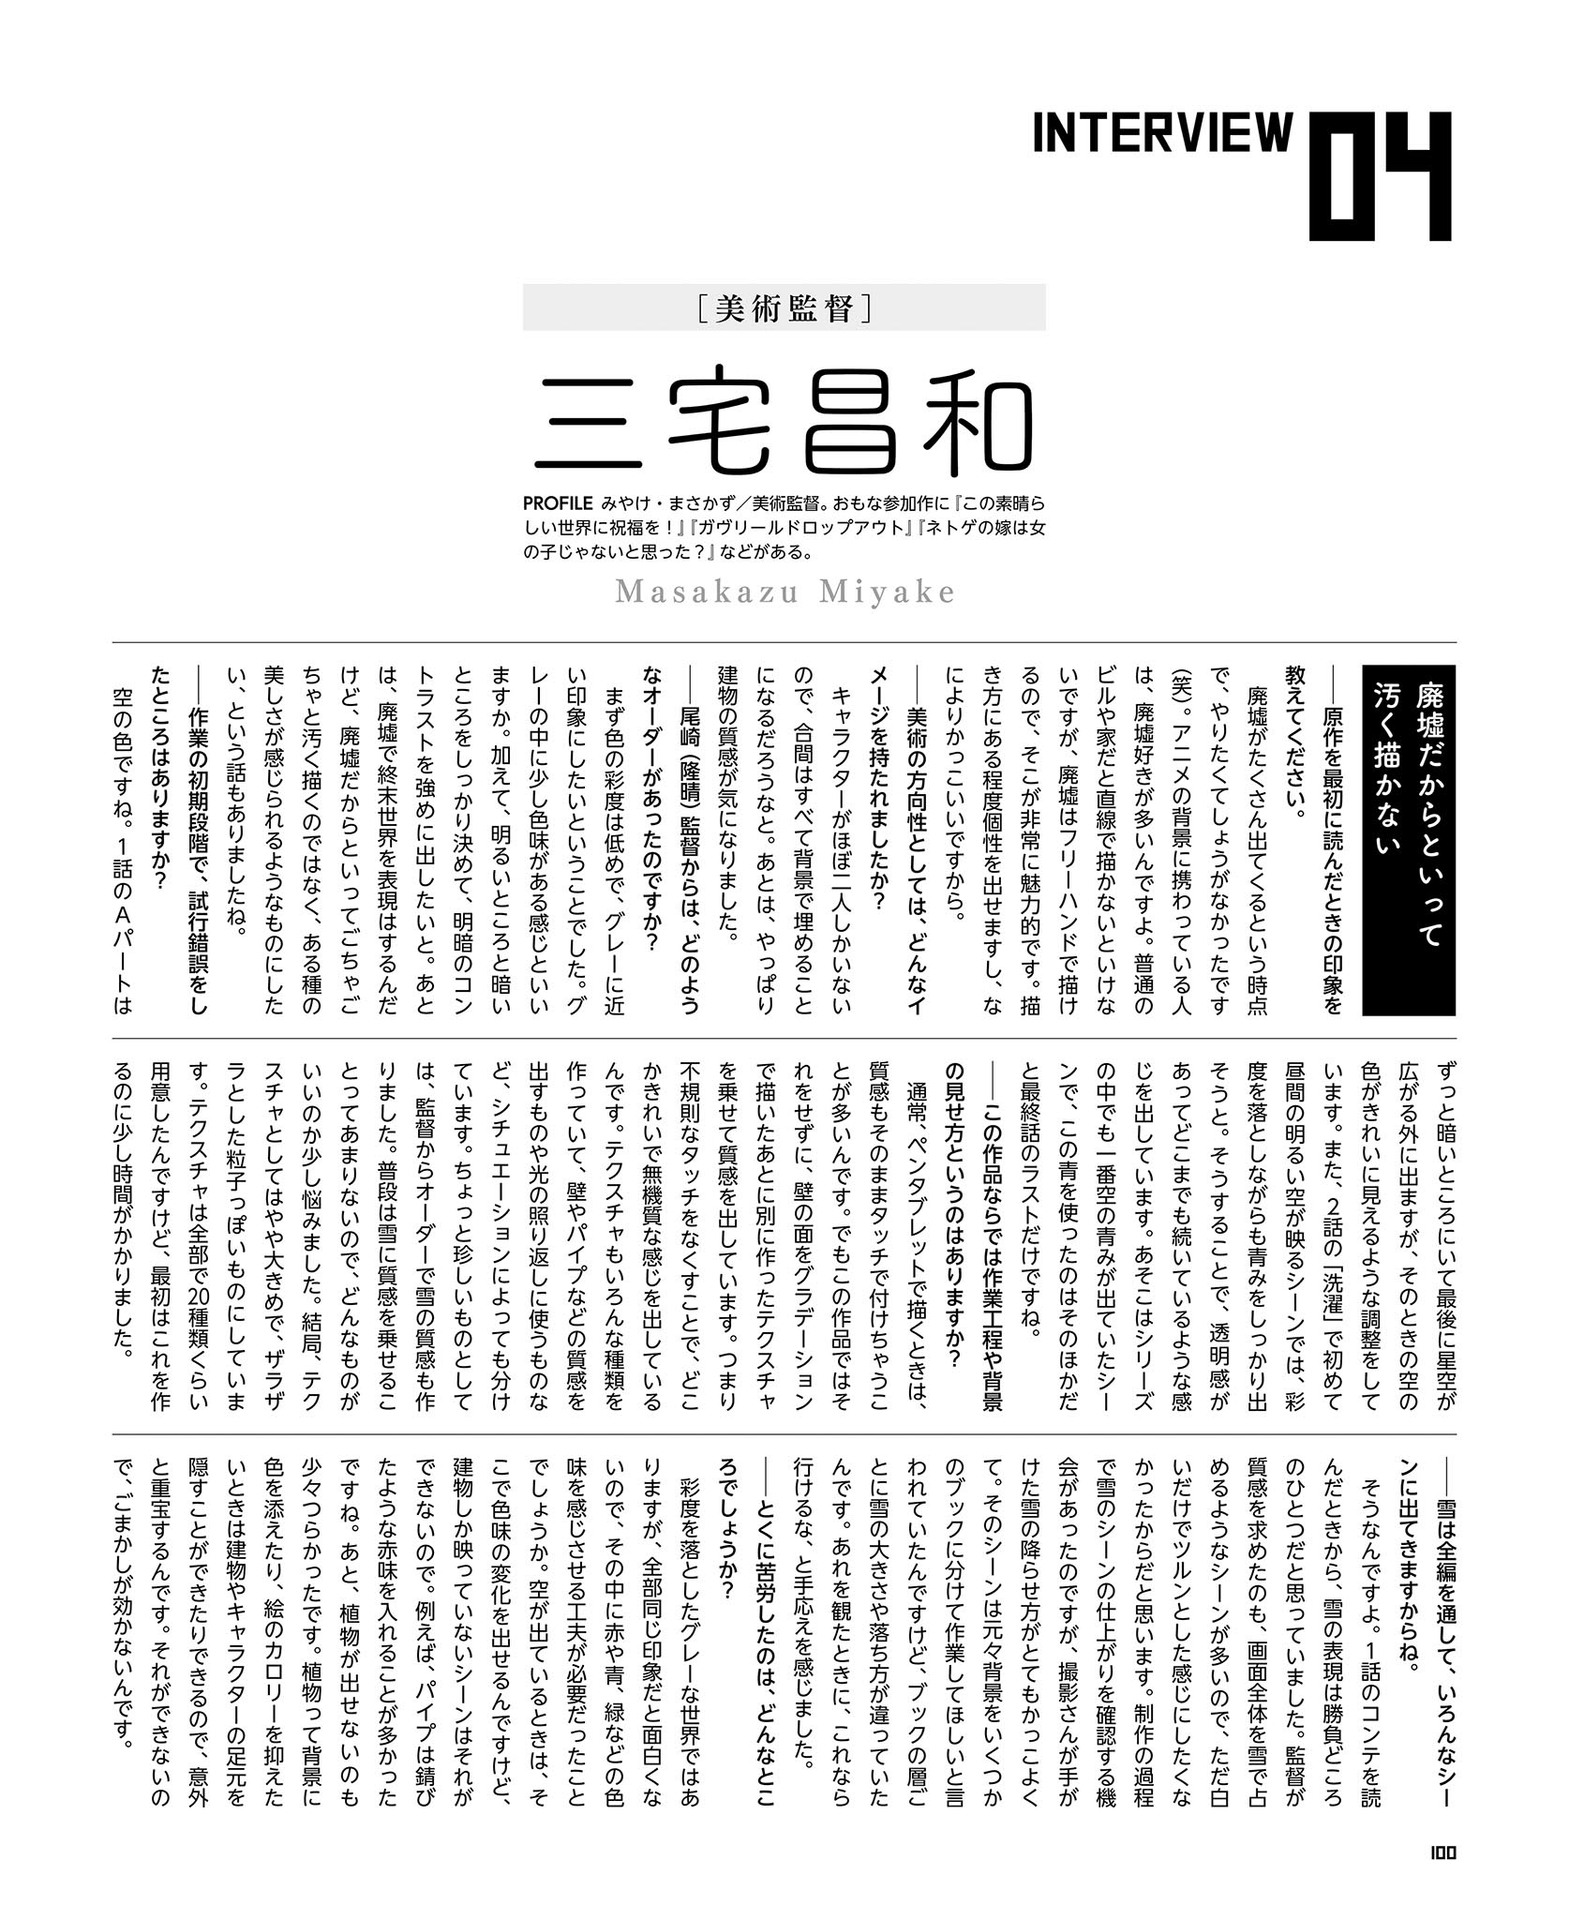 INTERVIEW 04
［美術監督］
三宅昌和
PROFILE みやけ・まさかず／美術監督。おもな参加作に『この素晴ら
しい世界に祝福を！』『ガヴリールドロップアウト』『ネトゲの嫁は女
の子じゃないと思った？』などがある。
Masakazu Miyake
廃墟だからといって
汚く描かない
――原作を最初に読んだときの印象を
教えてください。
廃墟がたくさん出てくるという時点
で、やりたくてしょうがなかったです
（笑）。アニメの背景に携わっている人
は、廃墟好きが多いんですよ。普通の
ビルや家だと直線で描かないといけな
いですが、廃墟はフリーハンドで描け
るので、そこが非常に魅力的です。描
き方にある程度個性を出せますし、な
によりかっこいいですから。
――美術の方向性としては、どんなイ
メージを持たれましたか？
キャラクターがほぼ二人しかいない
ので、合間はすべて背景で埋めること
になるだろうなと。あとは、やっぱり
建物の質感が気になりました。
――尾崎（隆晴）監督からは、どのよう
なオーダーがあったのですか？
まず色の彩度は低めで、グレーに近
い印象にしたいということでした。グ
レーの中に少し色味がある感じといい
ますか。加えて、明るいところと暗い
ところをしっかり決めて、明暗のコン
トラストを強めに出したいと。あと
は、廃墟で終末世界を表現はするんだ
けど、廃墟だからといってごちゃご
ちゃと汚く描くのではなく、ある種の
美しさが感じられるようなものにした
い、という話もありましたね。
――作業の初期段階で、試行錯誤をし
たところはありますか？
空の色ですね。1話のAパートは
ずっと暗いところにいて最後に星空が
広がる外に出ますが、そのときの空の
色がきれいに見えるような調整をして
います。また、2話の「洗濯」で初めて
昼間の明るい空が映るシーンでは、彩
度を落としながらも青みをしっかり出
そうと。そうすることで、透明感が
あってどこまでも続いているような感
じを出しています。あそこはシリーズ
の中でも一番空の青みが出ていたシー
ンで、この青を使ったのはそのほかだ
と最終話のラストだけですね。
――この作品ならでは作業工程や背景
の見せ方というのはありますか？
通常、ペンタブレットで描くときは、
質感もそのままタッチで付けちゃうこ
とが多いんです。でもこの作品ではそ
れをせずに、壁の面をグラデーション
で描いたあとに別に作ったテクスチャ
を乗せて質感を出しています。つまり
不規則なタッチをなくすことで、どこ
かきれいで無機質な感じを出している
んです。テクスチャもいろんな種類を
作っていて、壁やパイプなどの質感を
出すものや光の照り返しに使うものな
ど、シチュエーションによっても分け
ています。ちょっと珍しいものとして
は、監督からオーダーで雪の質感も作
りました。普段は雪に質感を乗せるこ
とってあまりないので、どんなものが
いいのか少し悩みました。結局、テク
スチャとしてはやや大きめで、ザラザ
ラとした粒子っぽいものにしていま
す。テクスチャは全部で20種類くらい
用意したんですけど、最初はこれを作
るのに少し時間がかかりました。
――雪は全編を通して、いろんなシー
ンに出てきますからね。
そうなんですよ。1話のコンテを読
んだときから、雪の表現は勝負どころ
のひとつだと思っていました。監督が
質感を求めたのも、画面全体を雪で占
めるようなシーンが多いので、ただ白
いだけでツルンとした感じにしたくな
かったからだと思います。制作の過程
で雪のシーンの仕上がりを確認する機
会があったのですが、撮影さんが手が
けた雪の降らせ方がとてもかっこよく
て。そのシーンは元々背景をいくつか
のブックに分けて作業してほしいと言
われていたんですけど、ブックの層ご
とに雪の大きさや落ち方が違っていた
んです。あれを観たときに、これなら
行けるな、と手応えを感じました。
――とくに苦労したのは、どんなとこ
ろでしょうか？
彩度を落としたグレーな世界ではあ
りますが、全部同じ印象だと面白くな
いので、その中に赤や青、緑などの色
味を感じさせる工夫が必要だったこと
でしょうか。空が出ているときは、そ
こで色味の変化を出せるんですけど、
建物しか映っていないシーンはそれが
できないので。例えば、パイプは錆び
たような赤味を入れることが多かった
ですね。あと、植物が出せないのも
少々つらかったです。植物って背景に
色を添えたり、絵のカロリーを抑えた
いときは建物やキャラクターの足元を
隠すことができたりできるので、意外
と重宝するんです。それができないの
で、ごまかしが効かないんです。
100